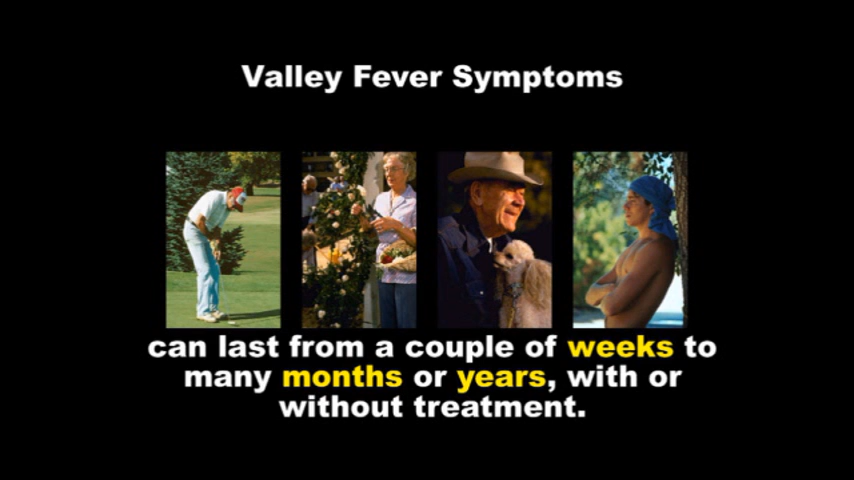 Valley Fever Symptoms
can last from a couple of weeks to
many months or years, with or
without treatment.